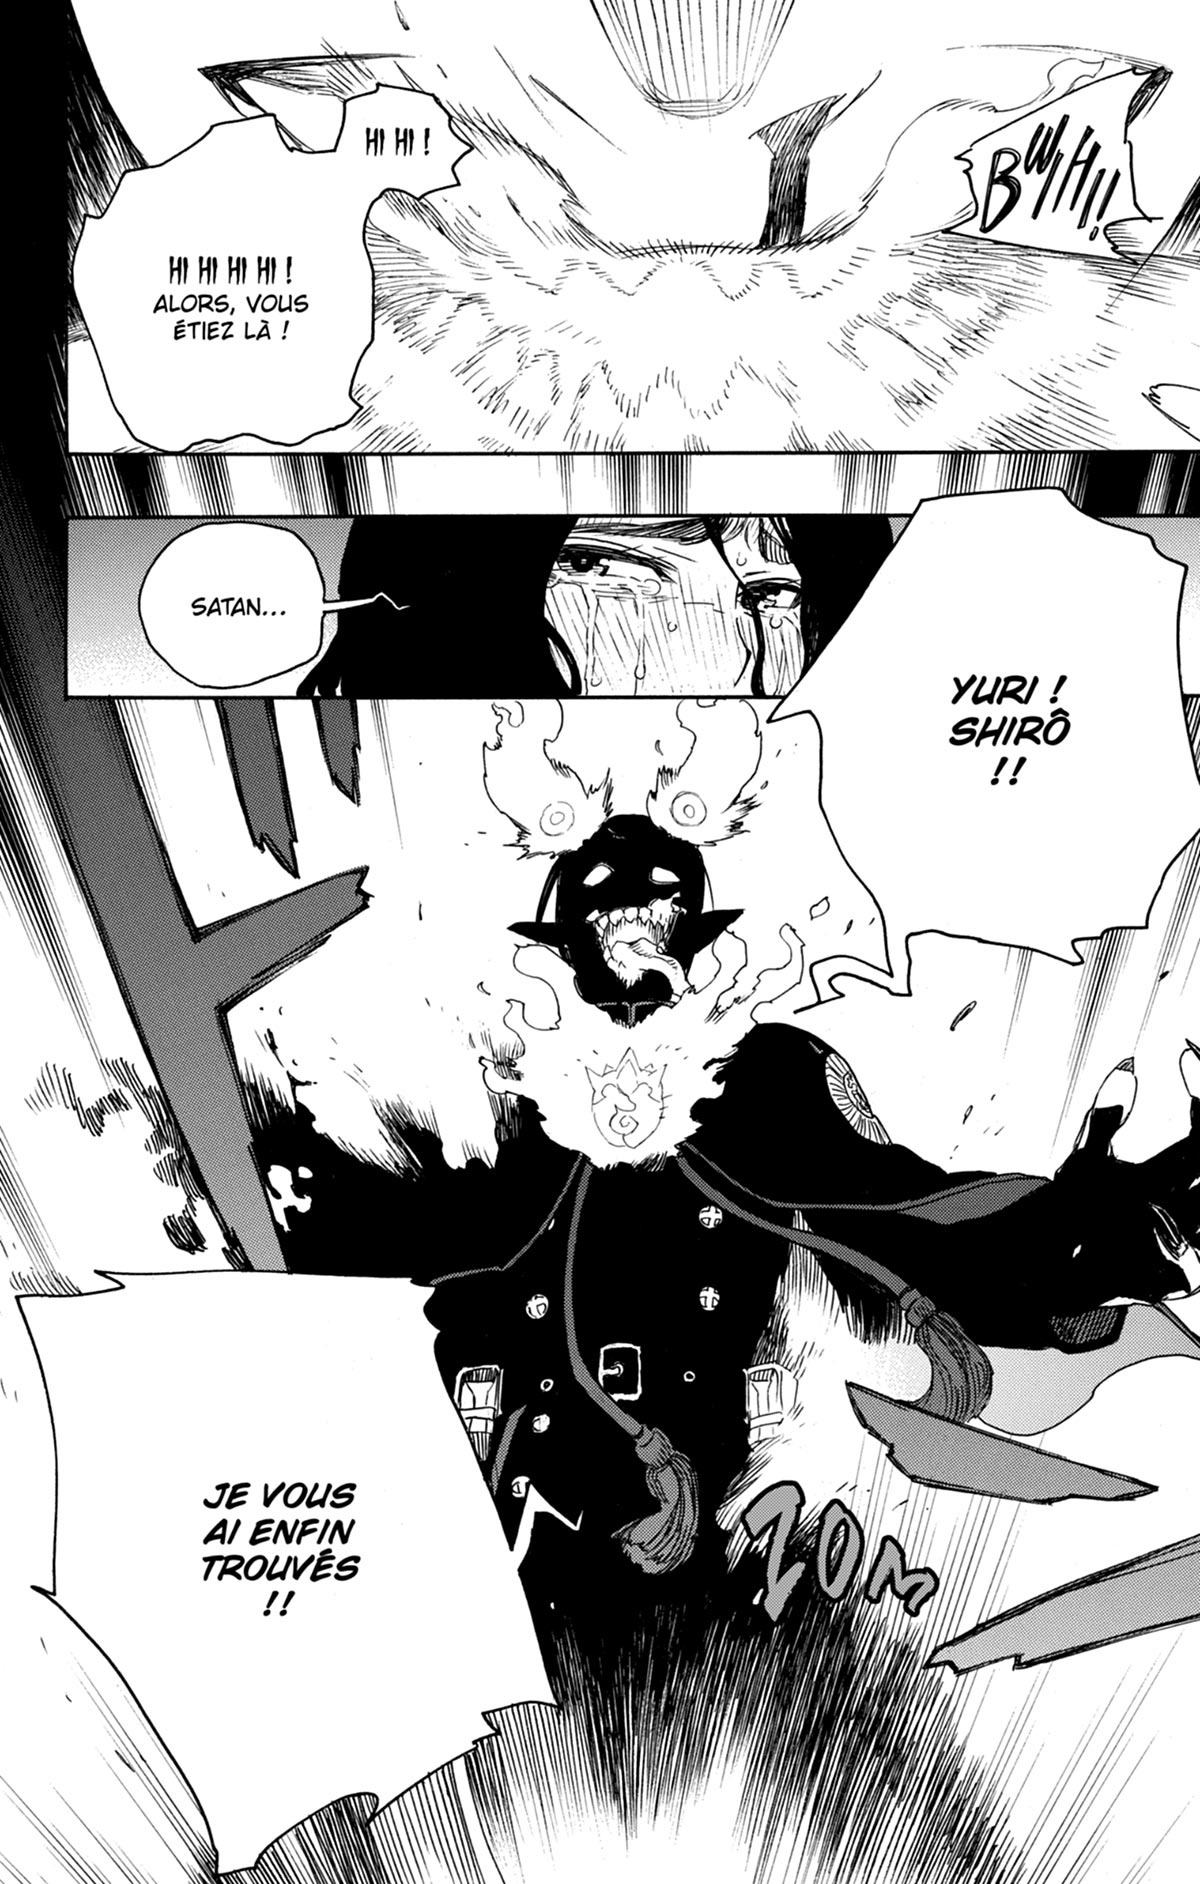 BWIH!!
HI HI !
HI HI HI HI !
ALORS, VOUS
ÉTIEZ LÀ !
YURI !
SHIRÔ
!!
SATAN...
JE VOUS
AI ENFIN
TROUVÉS
!!
ZOM